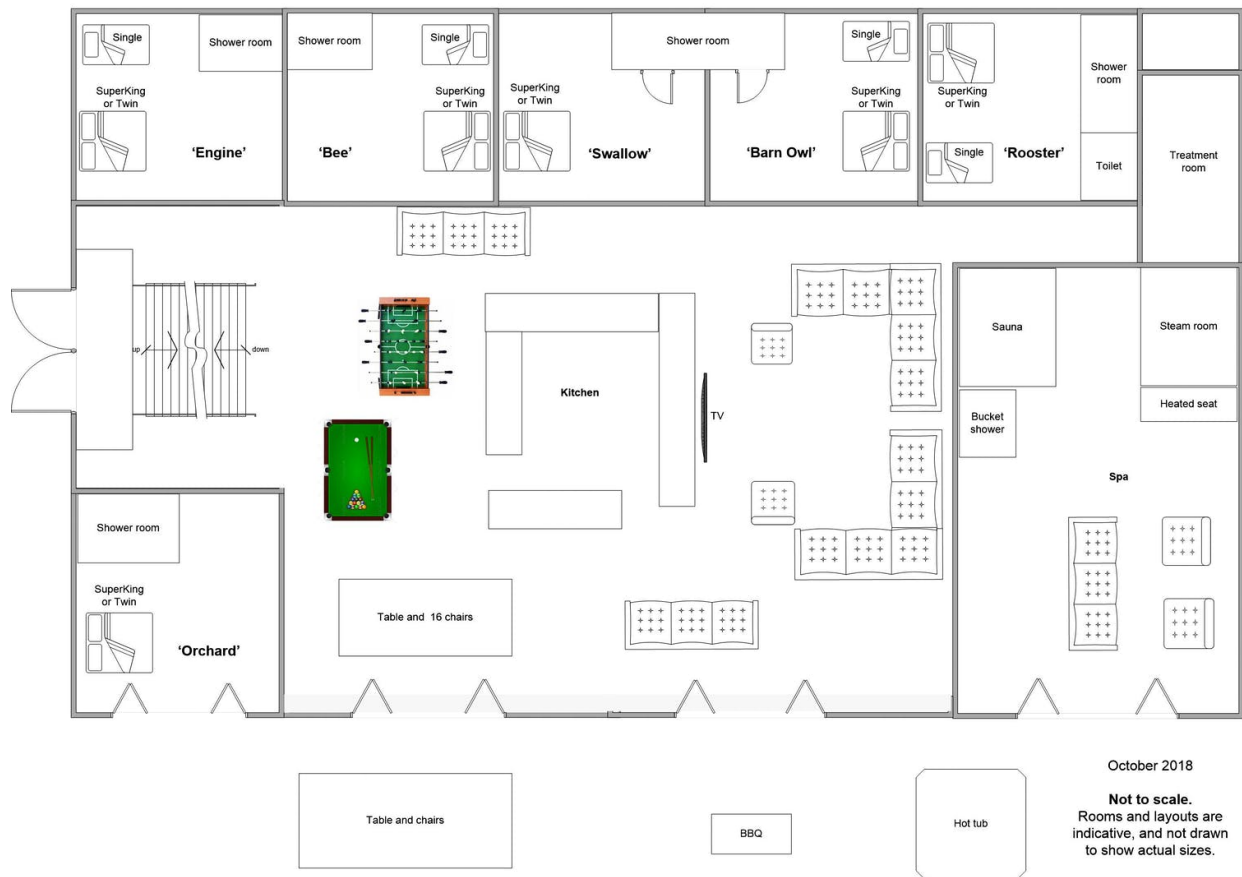 Single
Shower room
SuperKing
or Twin
‘Engine’
Shower room
Single
SuperKing
or Twin
‘Bee’
Shower room
SuperKing
or Twin
‘Swallow’
Single
SuperKing
or Twin
‘Barn Owl’
SuperKing
or Twin
Single
‘Rooster’
Shower
room
Toilet
Treatment
room
up
down
Kitchen
TV
Sauna
Steam room
Bucket
shower
Heated seat
Spa
Shower room
SuperKing
or Twin
‘Orchard’
Table and 16 chairs
Table and chairs
BBQ
Hot tub
October 2018
Not to scale.
Rooms and layouts are
indicative, and not drawn
to show actual sizes.